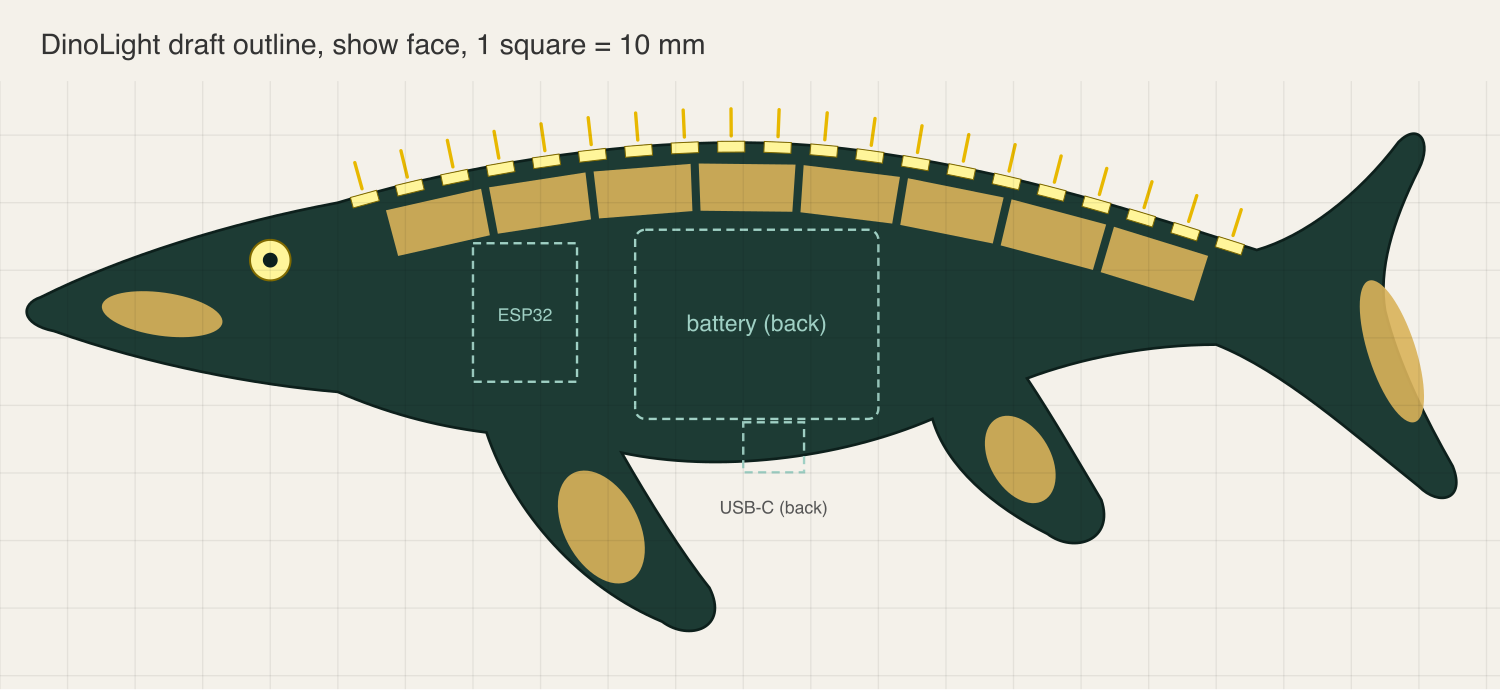 DinoLight draft outline, show face, 1 square = 10 mm
ESP32
battery (back)
USB-C (back)